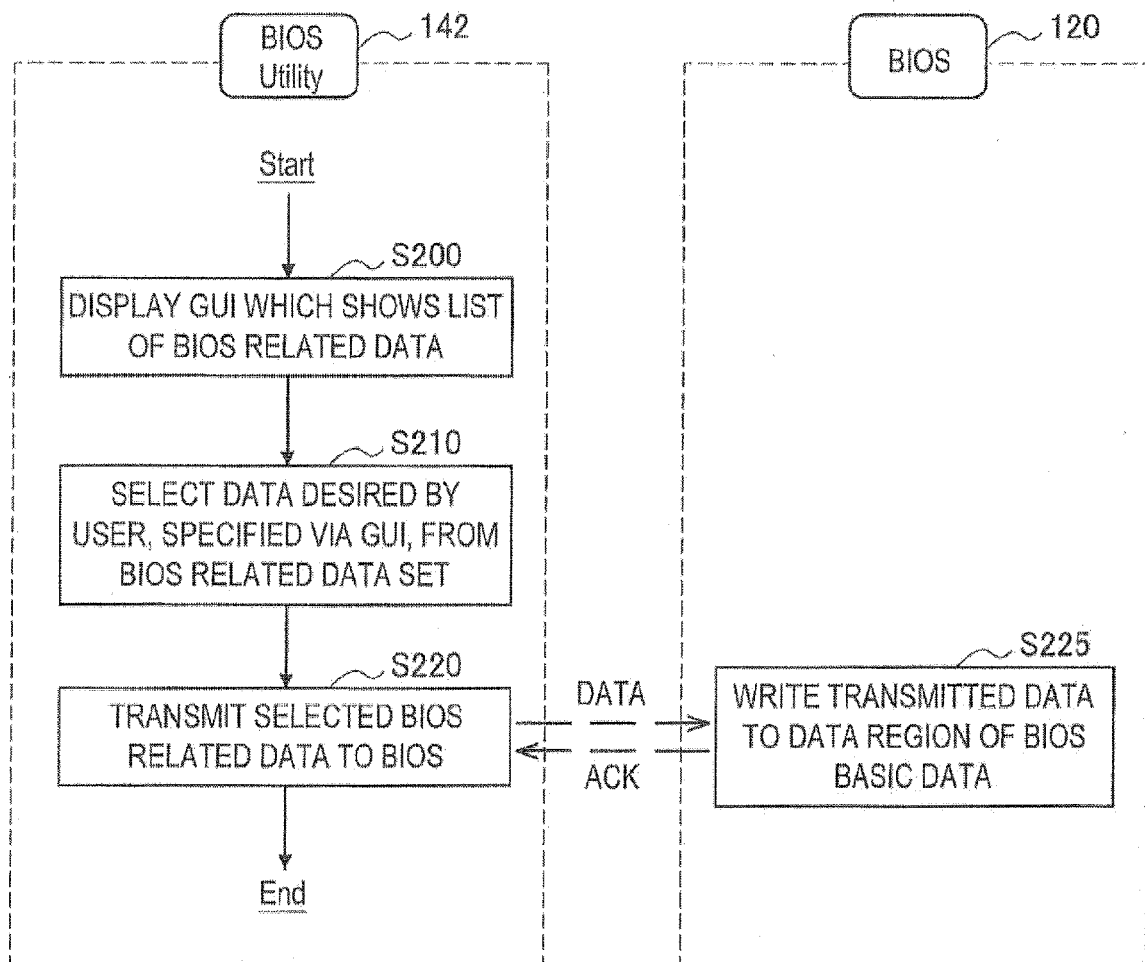 BIOS
Utility
142
BIOS
120
Start
S200
DISPLAY GUI WHICH SHOWS LIST
OF BIOS RELATED DATA
S210
SELECT DATA DESIRED BY
USER, SPECIFIED VIA GUI, FROM
BIOS RELATED DATA SET
S220
TRANSMIT SELECTED BIOS
RELATED DATA TO BIOS
DATA
ACK
S225
WRITE TRANSMITTED DATA
TO DATA REGION OF BIOS
BASIC DATA
End